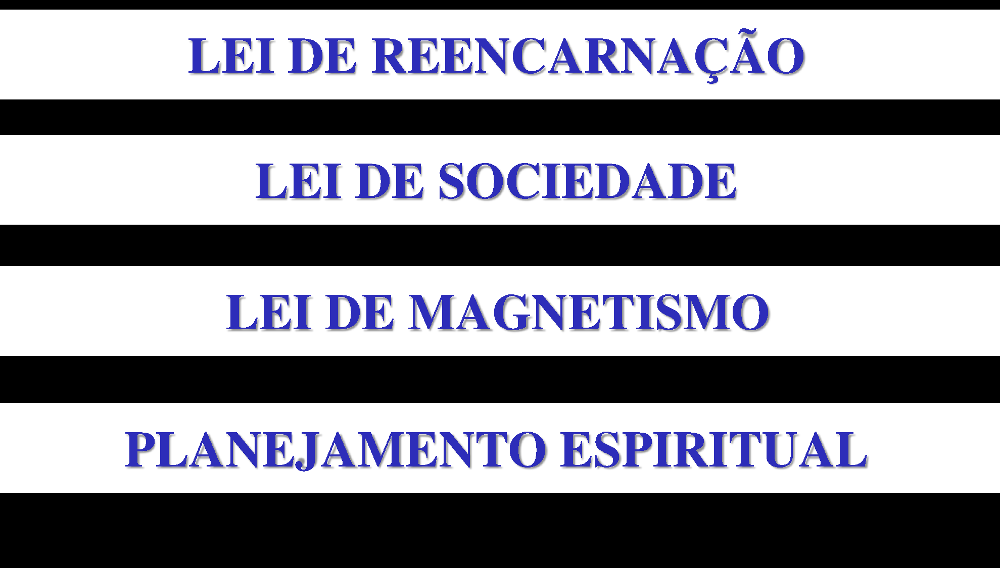 LEI DE REENCARNAÇÃO
LEI DE SOCIEDADE
LEI DE MAGNETISMO
PLANEJAMENTO ESPIRITUAL